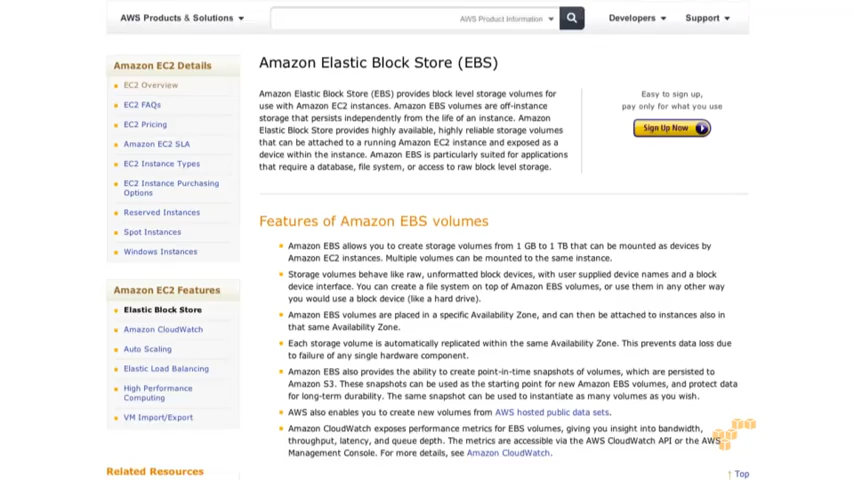 AWS Products & Solutions
AWS Product Information
Developers
Support
Amazon EC2 Details
EC2 Overview
EC2 FAQs
EC2 Pricing
Amazon EC2 SLA
EC2 Instance Types
EC2 Instance Purchasing
Options
Reserved Instances
Spot Instances
Windows Instances
Amazon EC2 Features
Elastic Block Store
Amazon CloudWatch
Auto Scaling
Elastic Load Balancing
High Performance
Computing
VM Import/Export
Related Resources
Amazon Elastic Block Store (EBS)
Amazon Elastic Block Store (EBS) provides block level storage volumes for
use with Amazon EC2 instances. Amazon EBS volumes are off-instance
storage that persists independently from the life of an instance. Amazon
Elastic Block Store provides highly available, highly reliable storage volumes
that can be attached to a running Amazon EC2 instance and exposed as a
device within the instance. Amazon EBS is particularly suited for applications
that require a database, file system, or access to raw block level storage.
Easy to sign up,
pay only for what you use
Sign Up Now
Features of Amazon EBS volumes
Amazon EBS allows you to create storage volumes from 1 GB to 1 TB that can be mounted as devices by
Amazon EC2 instances. Multiple volumes can be mounted to the same instance.
Storage volumes behave like raw, unformatted block devices, with user supplied device names and a block
device interface. You can create a file system on top of Amazon EBS volumes, or use them in any other way
you would use a block device (like a hard drive).
Amazon EBS volumes are placed in a specific Availability Zone, and can then be attached to instances also in
that same Availability Zone.
Each storage volume is automatically replicated within the same Availability Zone. This prevents data loss due
to failure of any single hardware component.
Amazon EBS also provides the ability to create point-in-time snapshots of volumes, which are persisted to
Amazon S3. These snapshots can be used as the starting point for new Amazon EBS volumes, and protect data
for long-term durability. The same snapshot can be used to instantiate as many volumes as you wish.
AWS also enables you to create new volumes from AWS hosted public data sets.
Amazon CloudWatch exposes performance metrics for EBS volumes, giving you insight into bandwidth,
throughput, latency, and queue depth. The metrics are accessible via the AWS CloudWatch API or the AWS
Management Console. For more details, see Amazon CloudWatch.
↑ Top